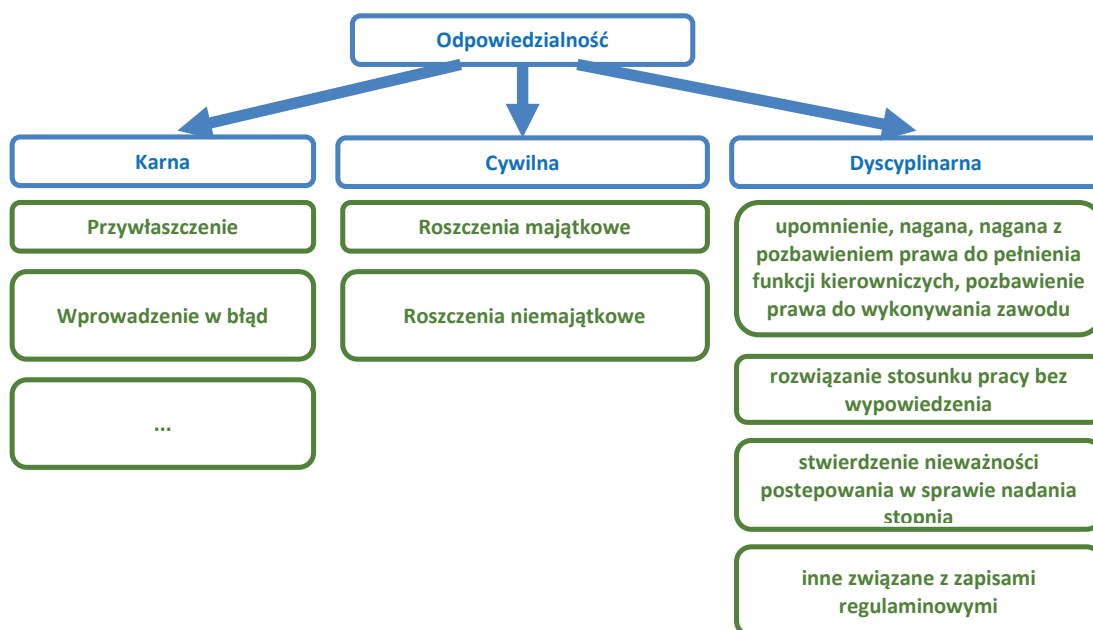 Odpowiedzialność
Karna
Cywilna
Dyscyplinarna
Przywłaszczenie
Wprowadzenie w błąd
...
Roszczenia majątkowe
Roszczenia niemajątkowe
upomnienie, nagana, nagana z
pozbawieniem prawa do pełnienia
funkcji kierowniczych, pozbawienie
prawa do wykonywania zawodu
rozwiązanie stosunku pracy bez
wypowiedzenia
stwierdzenie nieważności
postepowania w sprawie nadania
stopnia
inne związane z zapisami
regulaminowymi